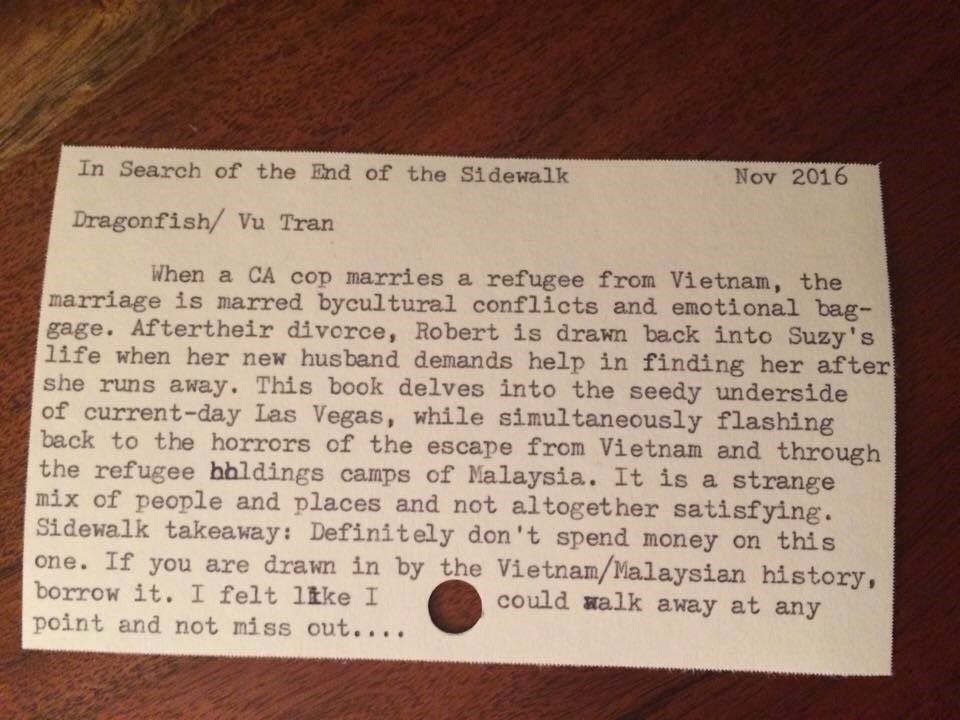 In Search of the End of the Sidewalk Nov 2016
Dragonfish/ Vu Tran
When a CA cop marries a refugee from Vietnam, the
marriage is marred bycultural conflicts and emotional bag-
gage. Aftertheir divorce, Robert is drawn back into Suzy's
life when her new husband demands help in finding her after
she runs away. This book delves into the seedy underside
of current-day Las Vegas, while simultaneously flashing
back to the horrors of the escape from Vietnam and through
the refugee hhldings camps of Malaysia. It is a strange
mix of people and places and not altogether satisfying.
Sidewalk takeaway: Definitely don't spend money on this
one. If you are drawn in by the Vietnam/Malaysian history,
borrow it. I felt like I could walk away at any
point and not miss out....